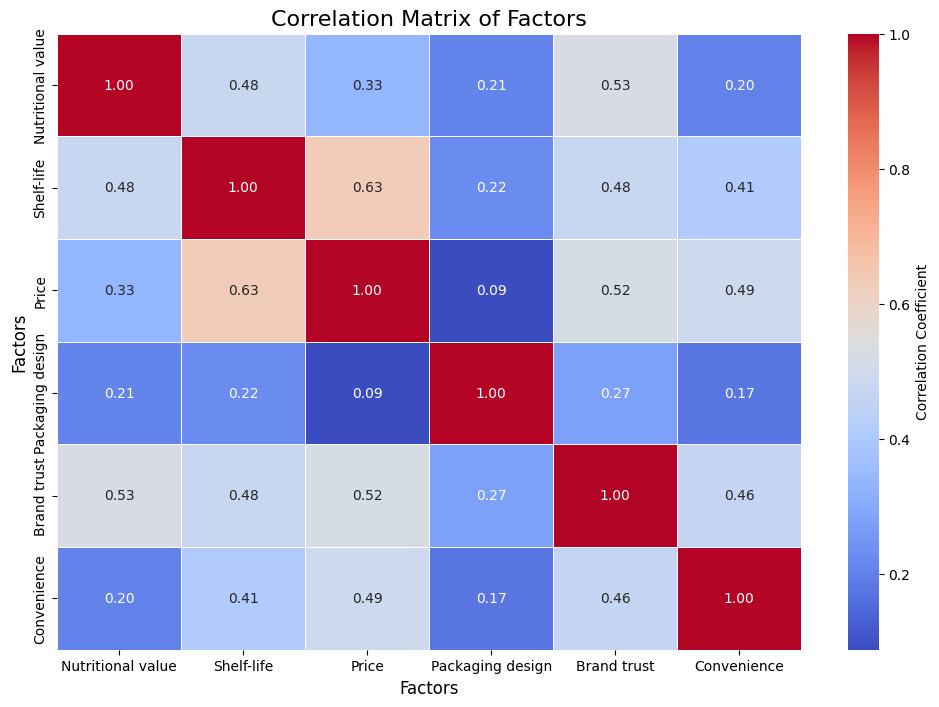 Correlation Matrix of Factors
Nutritional value
1.00 0.48 0.33 0.21 0.53 0.20
Shelf-life
0.48 1.00 0.63 0.22 0.48 0.41
Price
0.33 0.63 1.00 0.09 0.52 0.49
Packaging design
0.21 0.22 0.09 1.00 0.27 0.17
Brand trust
0.53 0.48 0.52 0.27 1.00 0.46
Convenience
0.20 0.41 0.49 0.17 0.46 1.00
Factors
Nutritional value Shelf-life Price Packaging design Brand trust Convenience
Factors
1.0
0.8
0.6
0.4
0.2
Correlation Coefficient